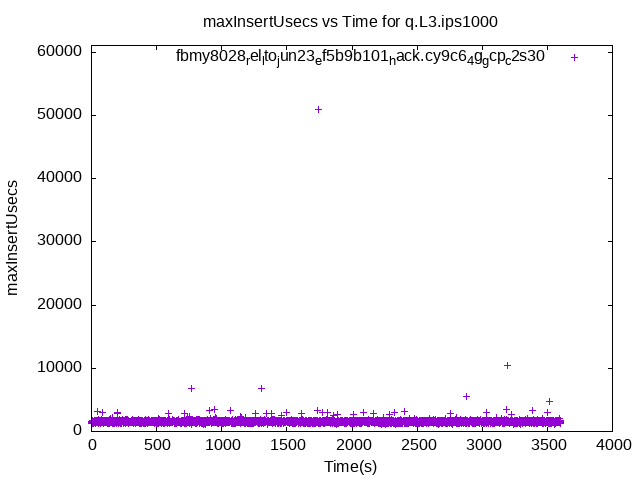 maxInsertUsecs vs Time for q.L3.ips1000
fbmy8028relltojun23ef5b9b101hack.cy9c64ggcpc2s30
60000
50000
40000
30000
20000
10000
0
maxInsertUsecs
0 500 1000 1500 2000 2500 3000 3500 4000
Time(s)